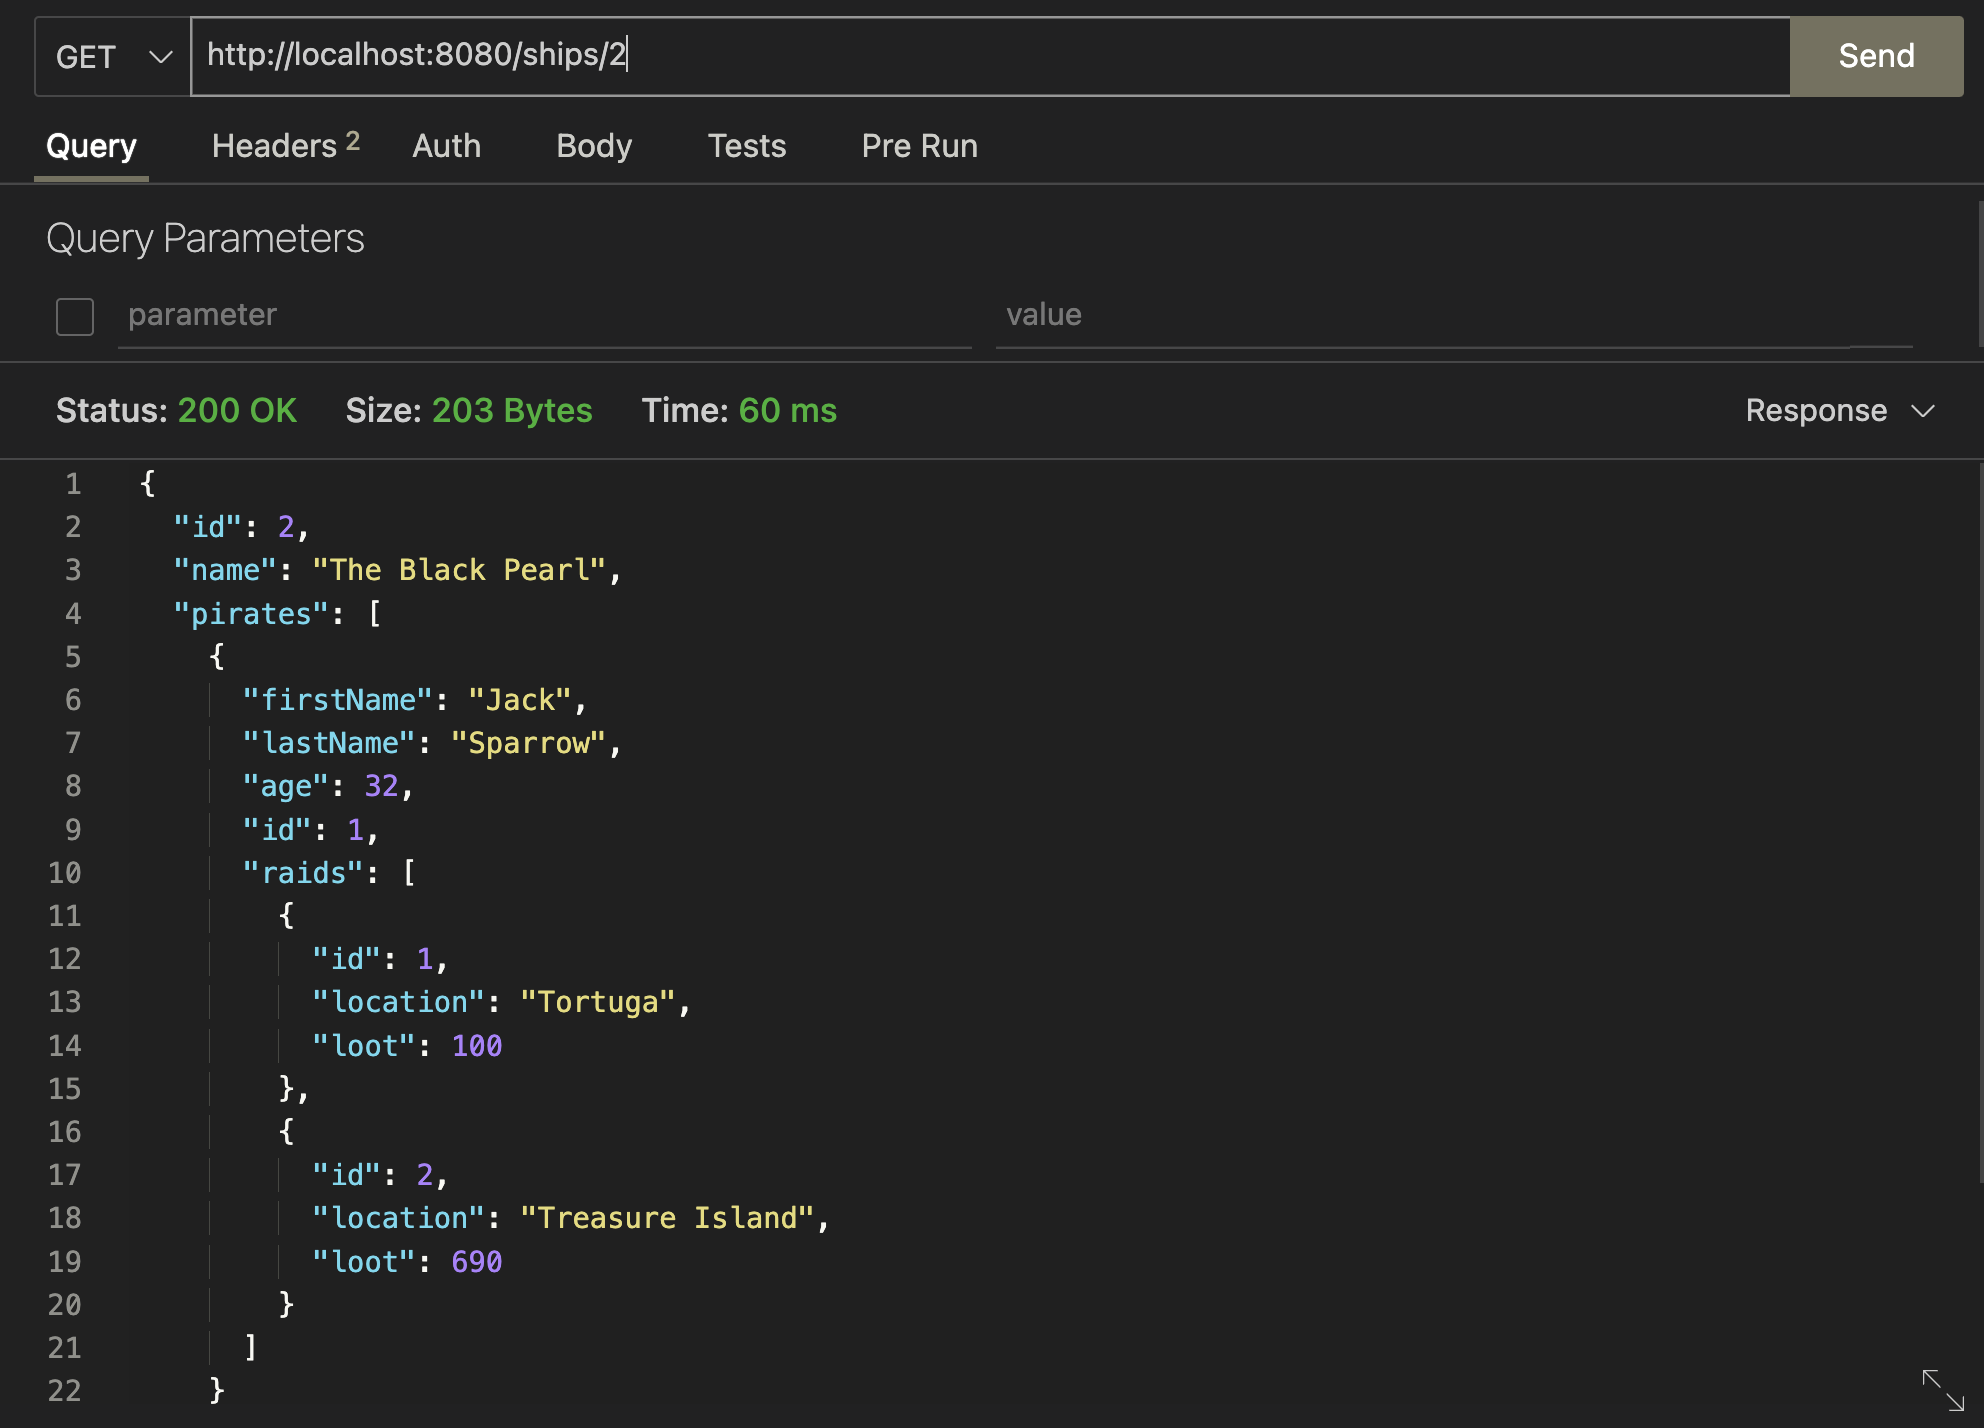 GET http://localhost:8080/ships/2 Send
Query Headers 2 Auth Body Tests Pre Run
Query Parameters
parameter value
Status: 200 OK Size: 203 Bytes Time: 60 ms Response
1 {
2 "id": 2,
3 "name": "The Black Pearl",
4 "pirates": [
5 {
6 "firstName": "Jack",
7 "lastName": "Sparrow",
8 "age": 32,
9 "id": 1,
10 "raids": [
11 {
12 "id": 1,
13 "location": "Tortuga",
14 "loot": 100
15 },
16 {
17 "id": 2,
18 "location": "Treasure Island",
19 "loot": 690
20 }
21 ]
22 }